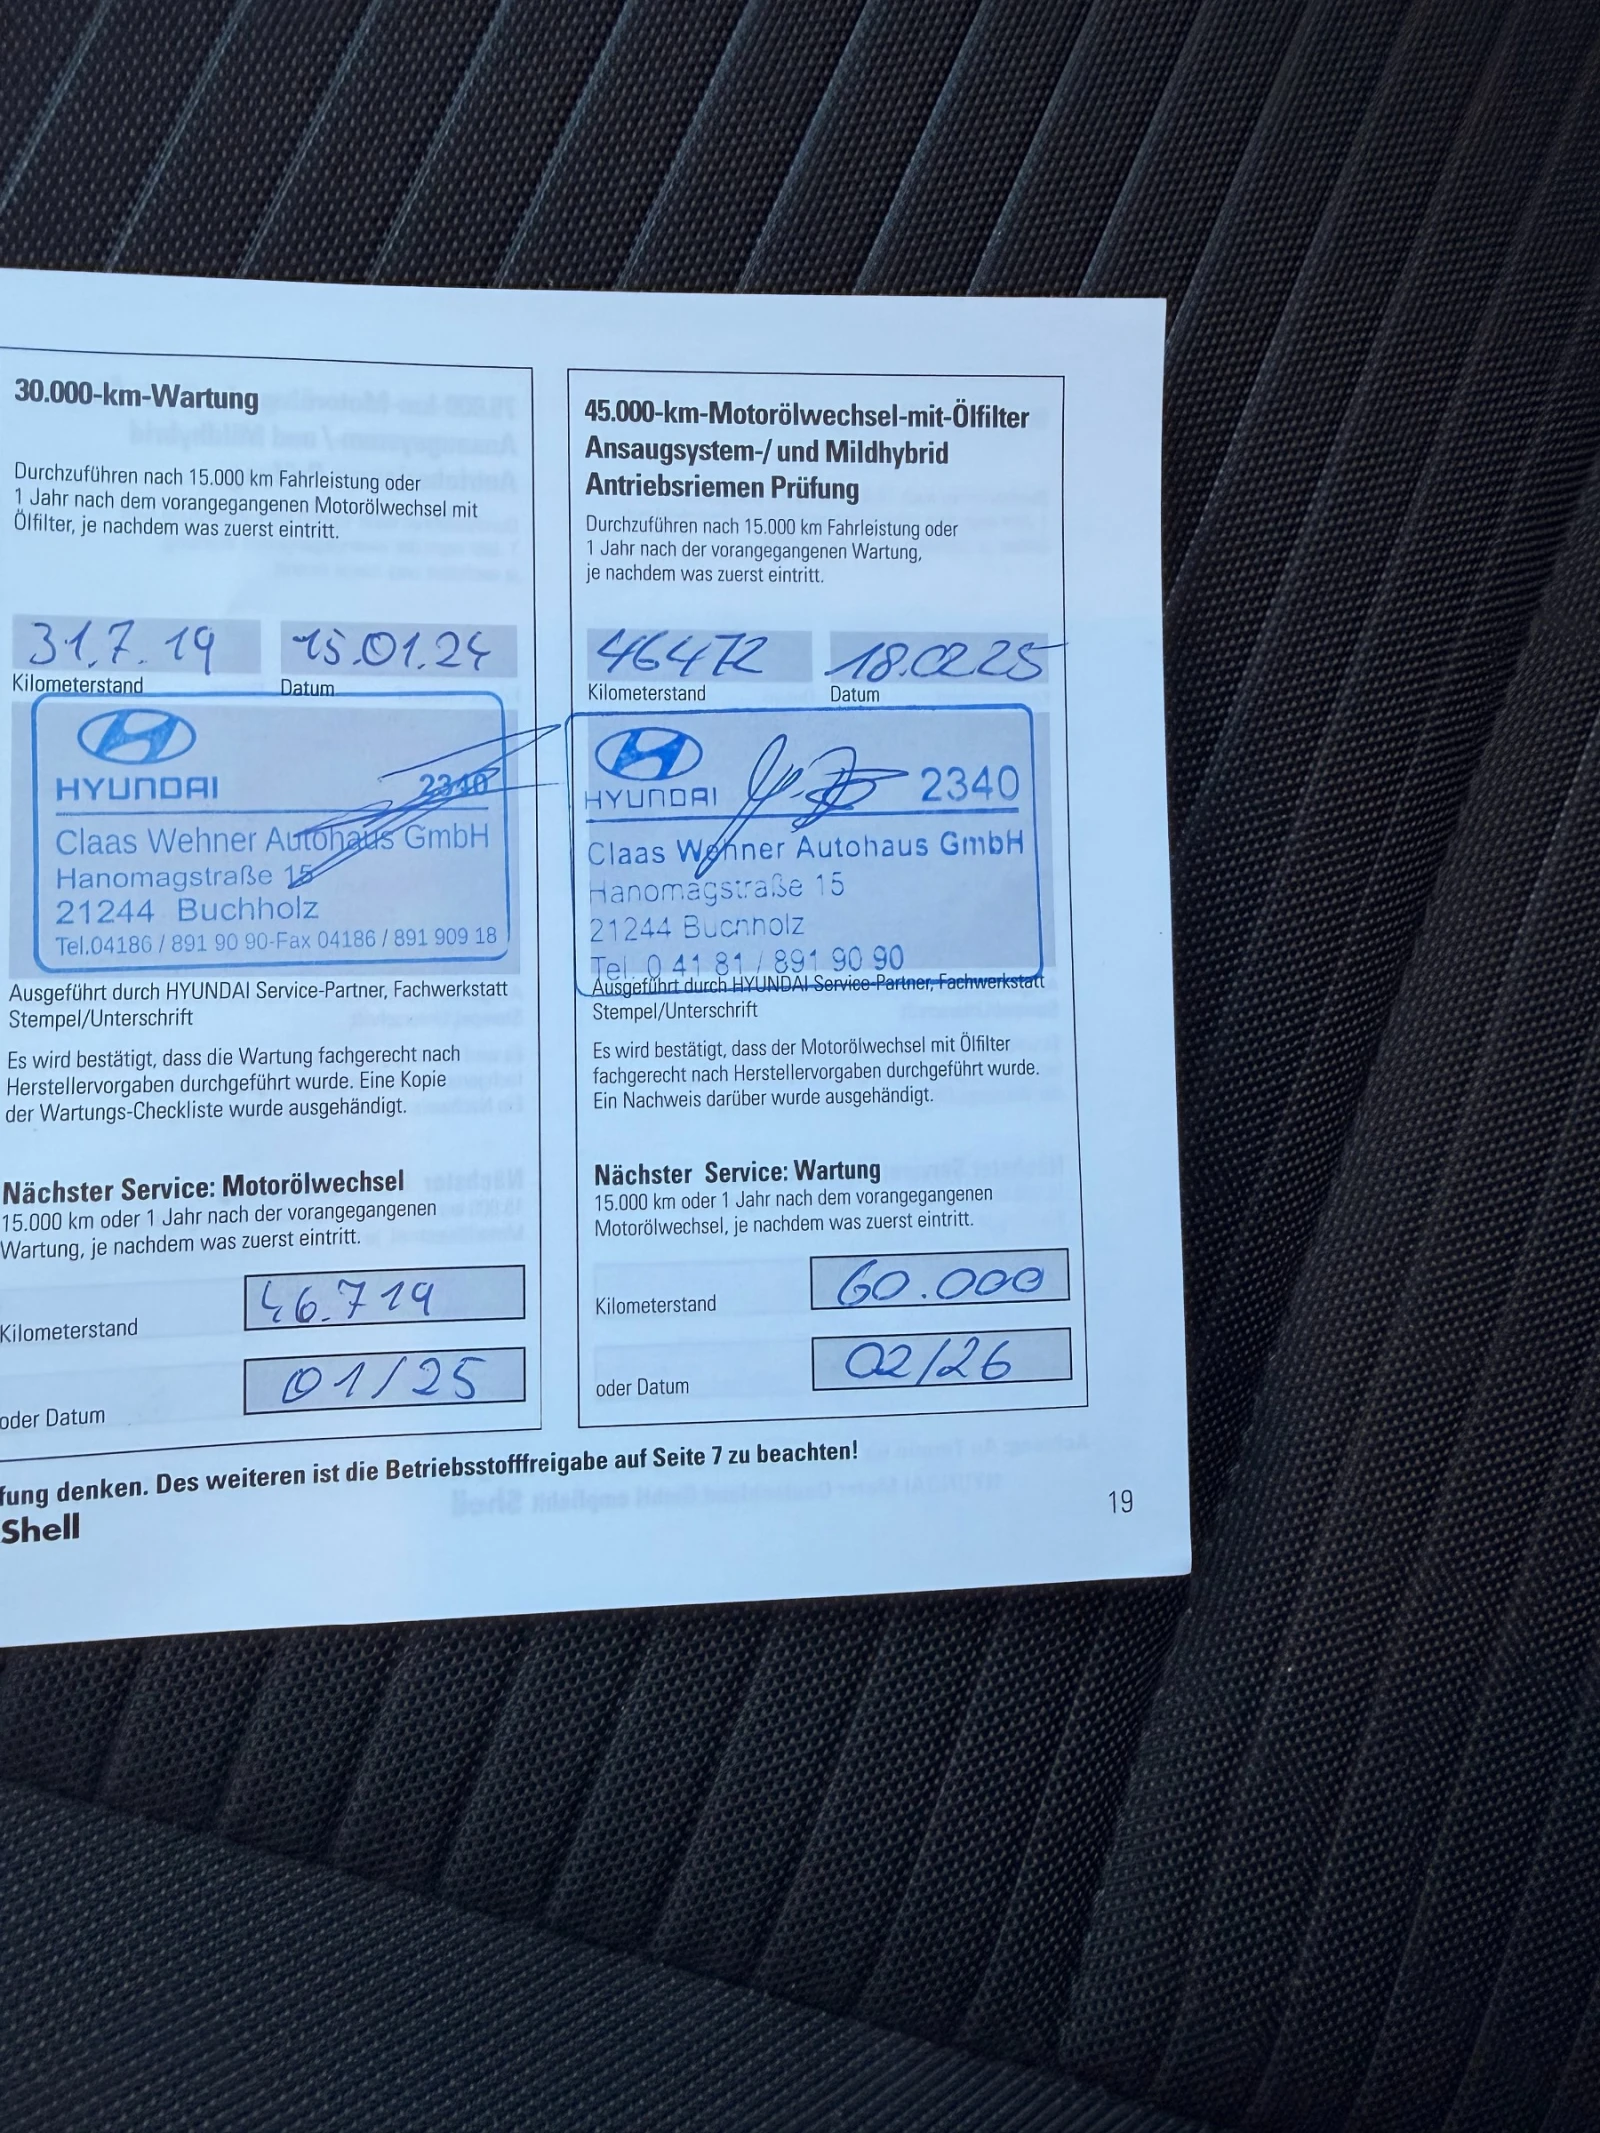 30.000-km-Wartung
Durchzuführen nach 15.000 km Fahrleistung oder
1 Jahr nach dem vorangegangenen Motorölwechsel mit
Ölfilter, je nachdem was zuerst eintritt.
31.7.19 15.01.24
Kilometerstand Datum
HYUNDAI 2340
Claas Wehner Autohaus GmbH
Hanomagstraße 15
21244 Buchholz
Tel.04186 / 891 90 90-Fax 04186 / 891 909 18
Ausgeführt durch HYUNDAI Service-Partner, Fachwerkstatt
Stempel/Unterschrift
Es wird bestätigt, dass die Wartung fachgerecht nach
Herstellervorgaben durchgeführt wurde. Eine Kopie
der Wartungs-Checkliste wurde ausgehändigt.
Nächster Service: Motorölwechsel
15.000 km oder 1 Jahr nach der vorangegangenen
Wartung, je nachdem was zuerst eintritt.
Kilometerstand 46.719
oder Datum 01/25
45.000-km-Motorölwechsel-mit-Ölfilter
Ansaugsystem-/ und Mildhybrid
Antriebsriemen Prüfung
Durchzuführen nach 15.000 km Fahrleistung oder
1 Jahr nach der vorangegangenen Wartung,
je nachdem was zuerst eintritt.
46472 18.02.25
Kilometerstand Datum
HYUNDAI 2340
Claas Wehner Autohaus GmbH
Hanomagstraße 15
21244 Buchholz
Tel. 0 41 81 / 891 90 90
Ausgeführt durch HYUNDAI Service-Partner, Fachwerkstatt
Stempel/Unterschrift
Es wird bestätigt, dass der Motorölwechsel mit Ölfilter
fachgerecht nach Herstellervorgaben durchgeführt wurde.
Ein Nachweis darüber wurde ausgehändigt.
Nächster Service: Wartung
15.000 km oder 1 Jahr nach dem vorangegangenen
Motorölwechsel, je nachdem was zuerst eintritt.
Kilometerstand 60.000
oder Datum 02/26
fung denken. Des weiteren ist die Betriebsstofffreigabe auf Seite 7 zu beachten!
Shell
19